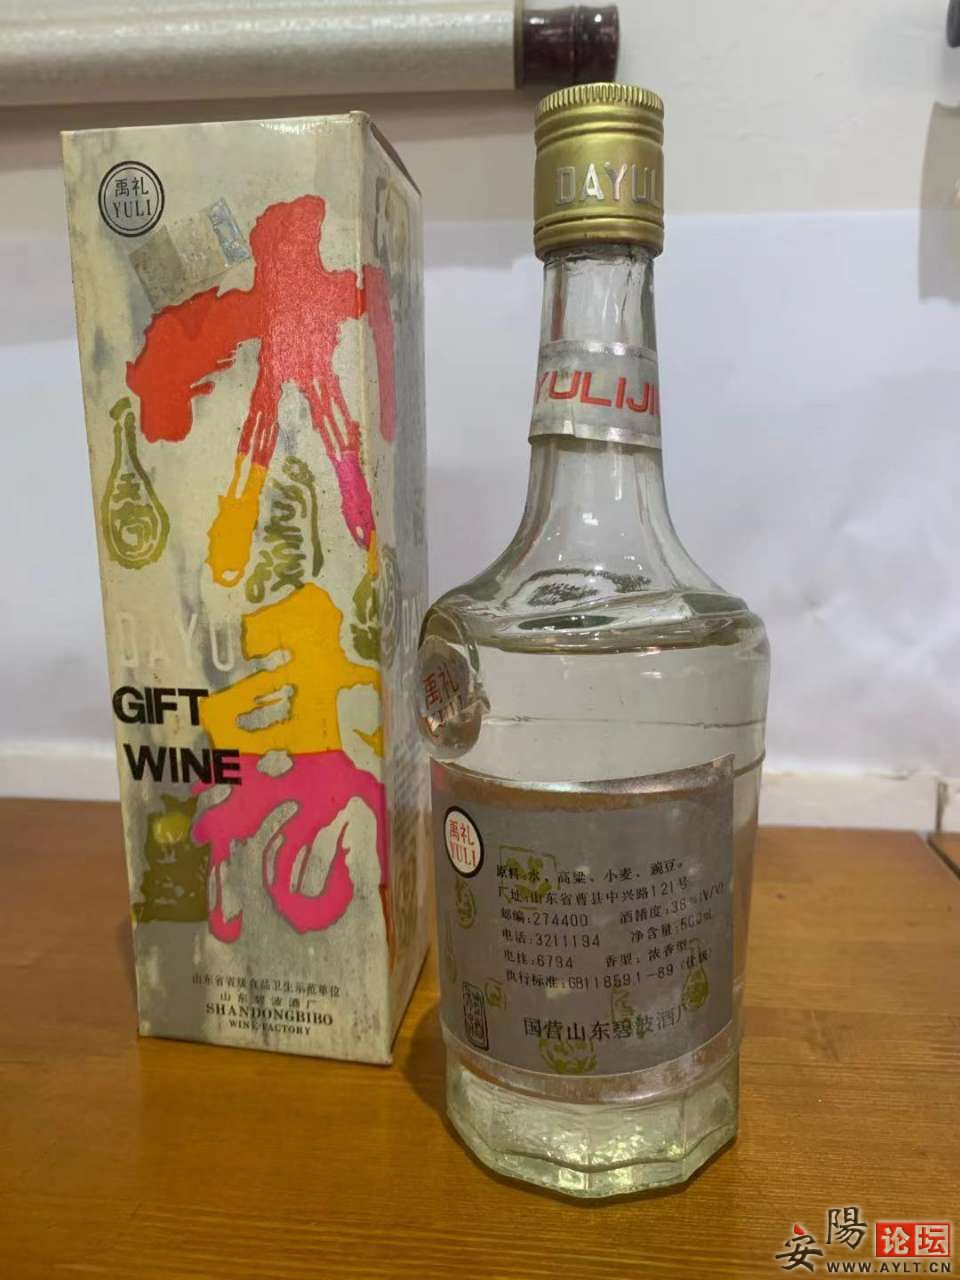 禹礼
YULI
DAYU
GIFT
WINE
山东省省级食品卫生示范单位
山东碧波酒厂
SHANDONGBIBO
WINE FACTORY
DAYULI
YULIJI
禹礼
YULI
禹礼
YULI
原料:水、高粱、小麦、豌豆。
厂址:山东省曹县中兴路121号
邮编:274400 酒精度:38%(V/V)
电话:3211194 净含量:500mL
电挂:6794 香型:浓香型
执行标准:GB11859.1-89(优级)
国营山东碧波酒厂
安陽论坛
WWW.AYLT.CN